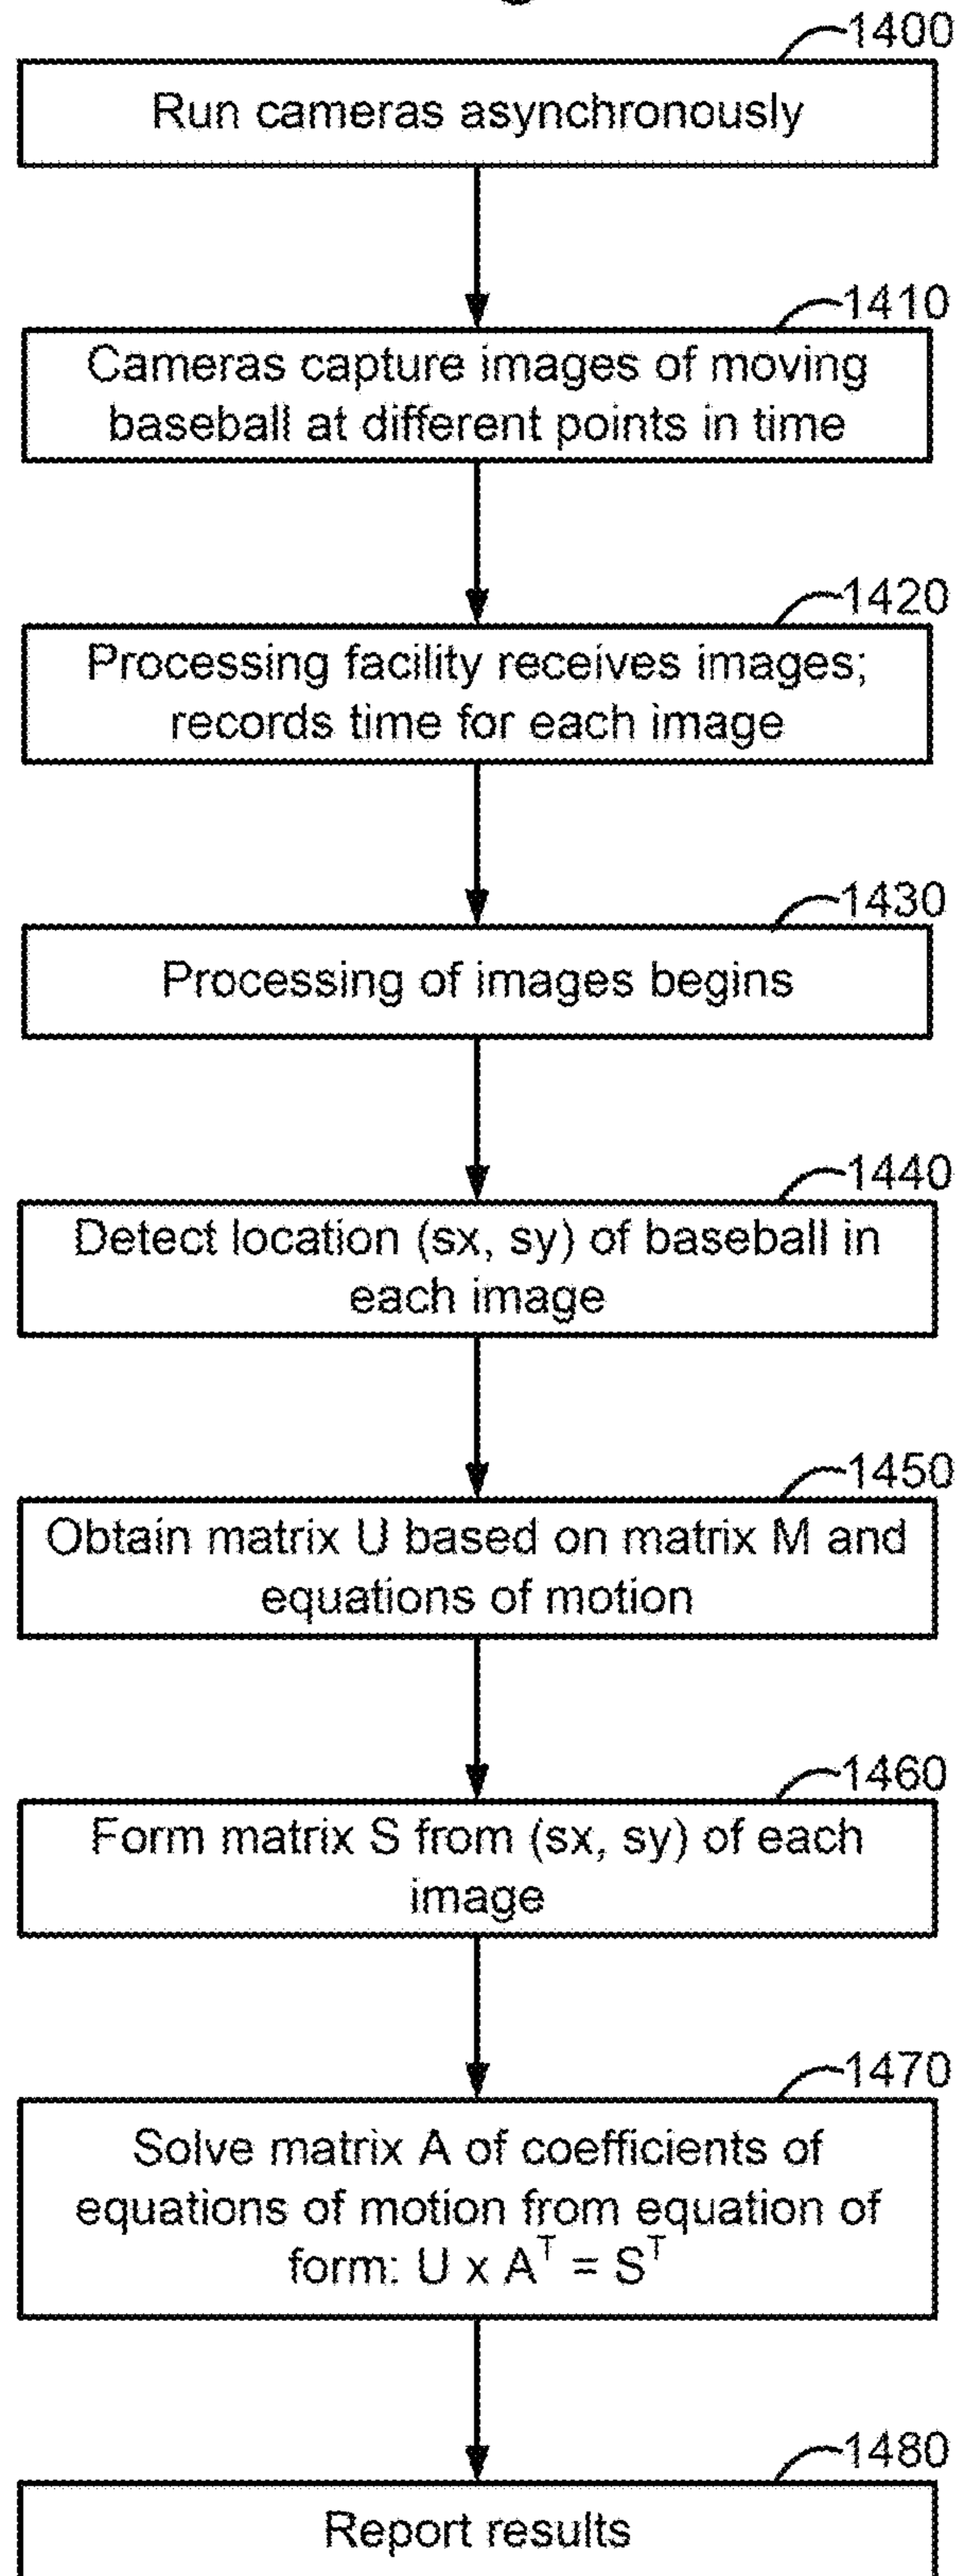 1400
Run cameras asynchronously
1410
Cameras capture images of moving
baseball at different points in time
1420
Processing facility receives images;
records time for each image
1430
Processing of images begins
1440
Detect location (sx, sy) of baseball in
each image
1450
Obtain matrix U based on matrix M and
equations of motion
1460
Form matrix S from (sx, sy) of each
image
1470
Solve matrix A of coefficients of
equations of motion from equation of
form: U x Aᵀ = Sᵀ
1480
Report results